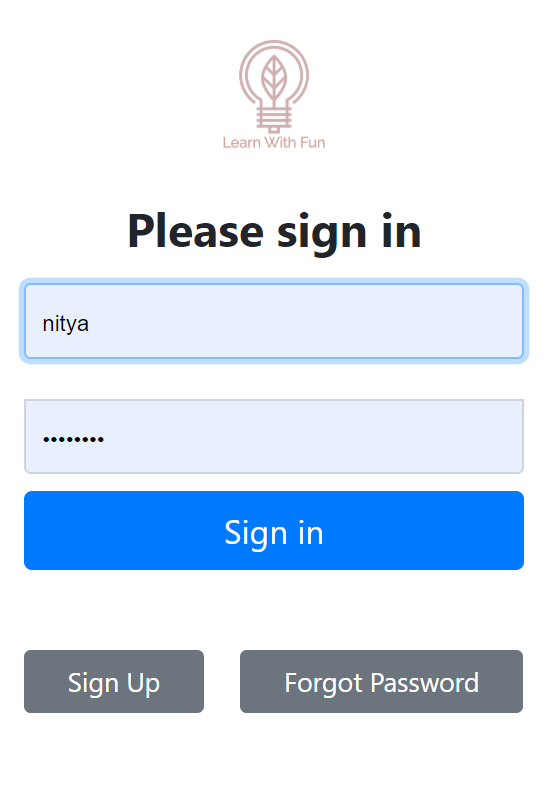 Learn With Fun
Please sign in
nitya
••••••••
Sign in
Sign Up
Forgot Password